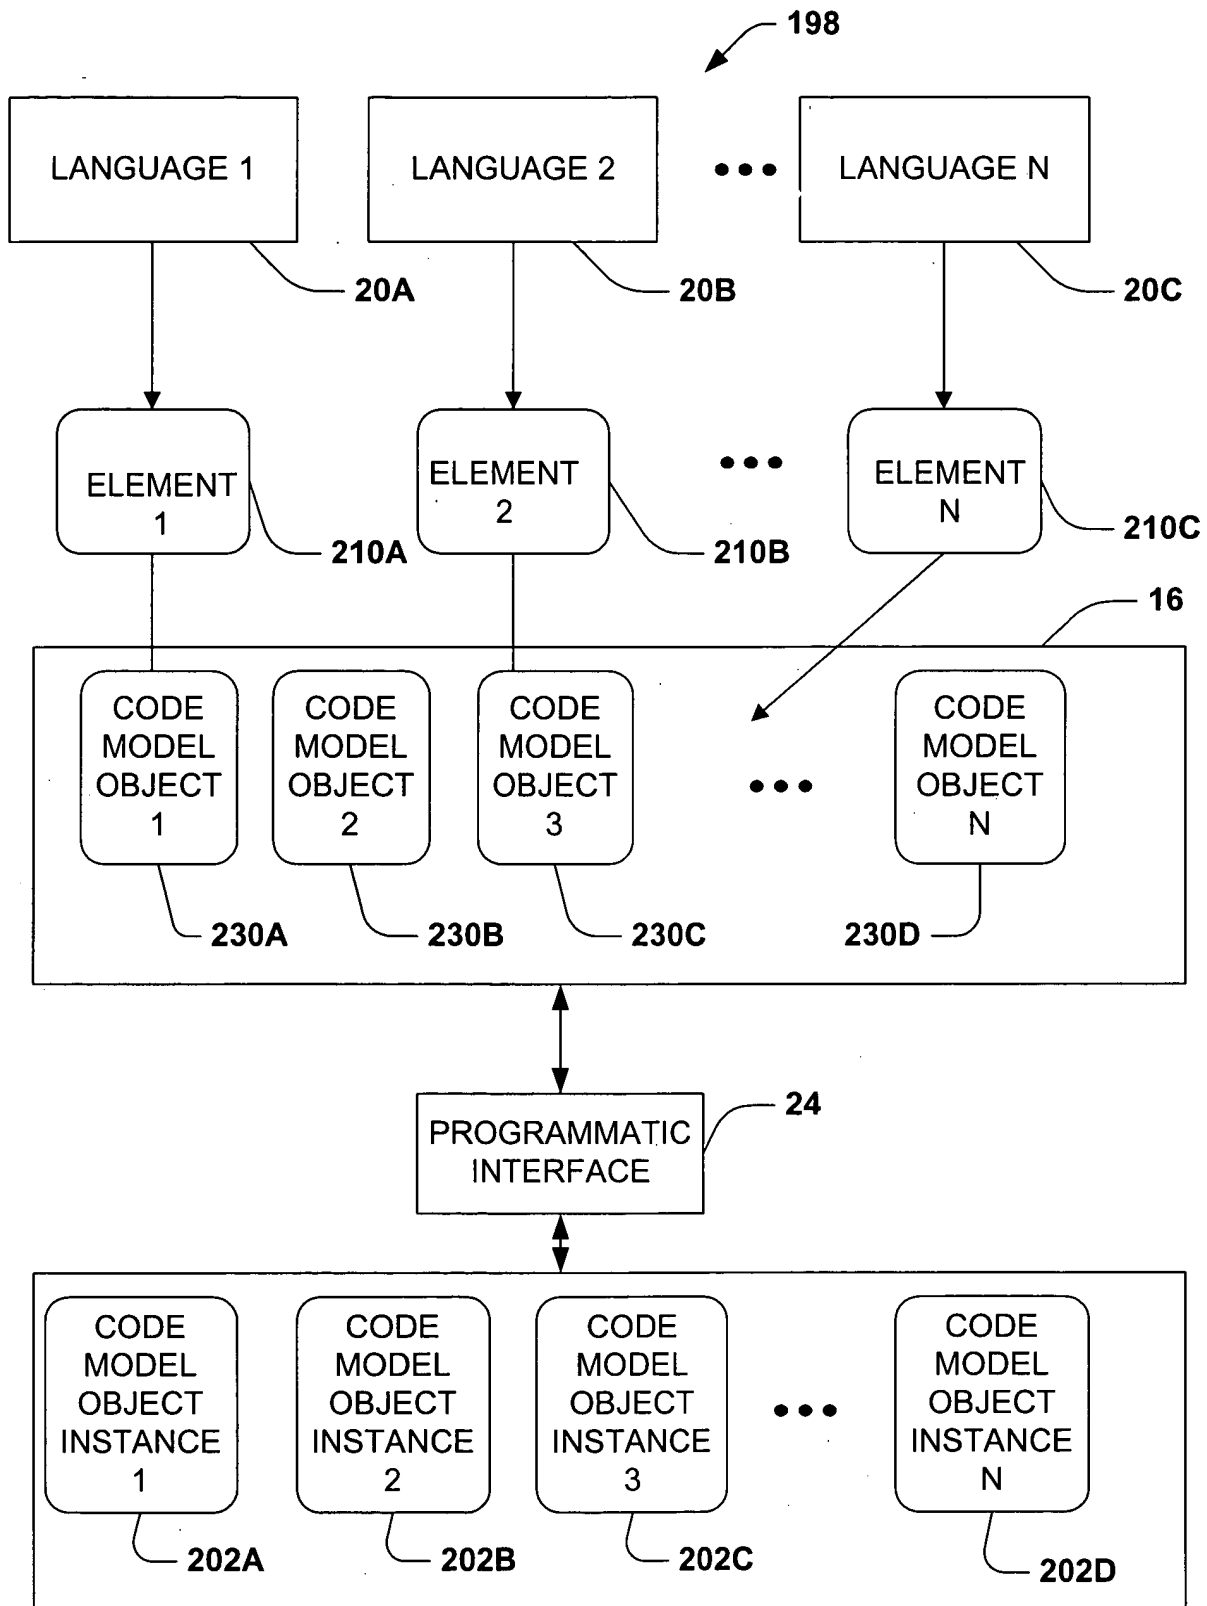 198
LANGUAGE 1
LANGUAGE 2
LANGUAGE N
20A
20B
20C
ELEMENT
1
ELEMENT
2
ELEMENT
N
210A
210B
210C
16
CODE
MODEL
OBJECT
1
CODE
MODEL
OBJECT
2
CODE
MODEL
OBJECT
3
CODE
MODEL
OBJECT
N
230A
230B
230C
230D
24
PROGRAMMATIC
INTERFACE
CODE
MODEL
OBJECT
INSTANCE
1
CODE
MODEL
OBJECT
INSTANCE
2
CODE
MODEL
OBJECT
INSTANCE
3
CODE
MODEL
OBJECT
INSTANCE
N
202A
202B
202C
202D